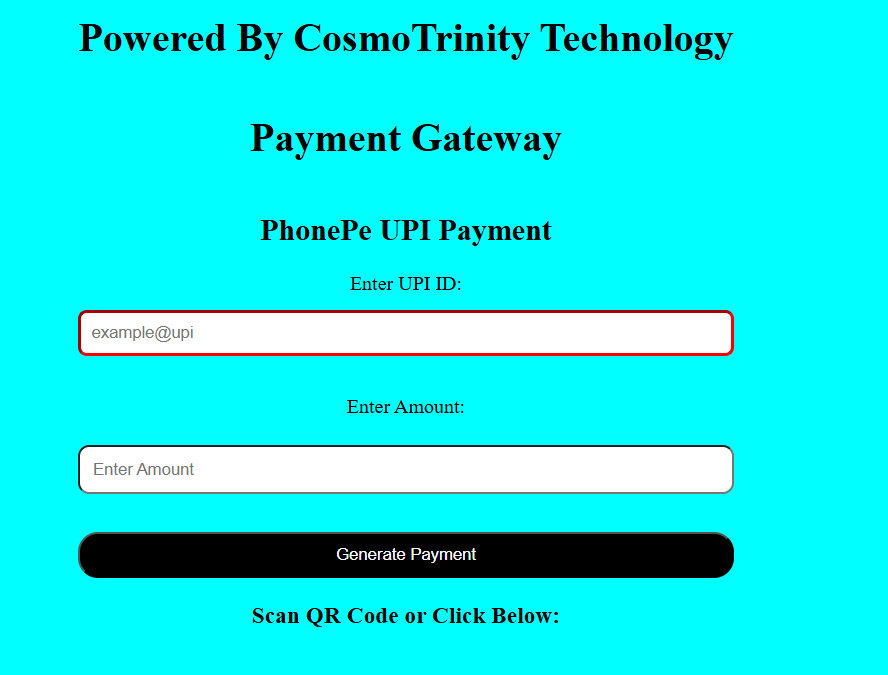 Powered By CosmoTrinity Technology
Payment Gateway
PhonePe UPI Payment
Enter UPI ID:
example@upi
Enter Amount:
Enter Amount
Generate Payment
Scan QR Code or Click Below: